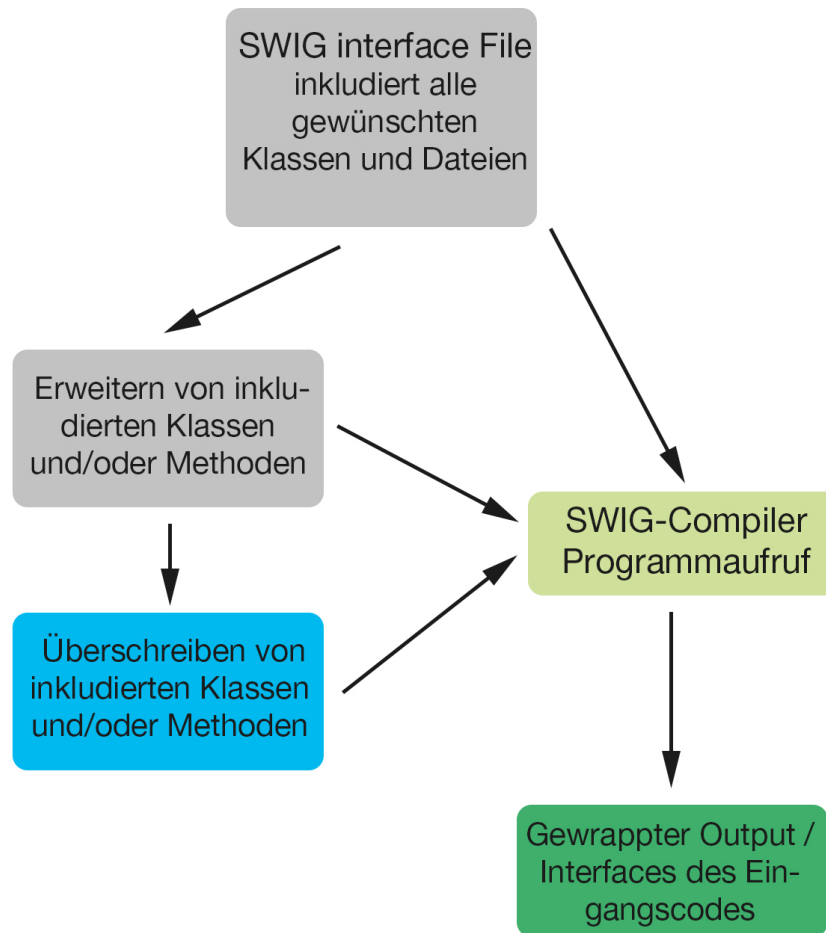 SWIG interface File
inkludiert alle
gewünschten
Klassen und Dateien
Erweitern von inklu-
dierten Klassen
und/oder Methoden
SWIG-Compiler
Programmaufruf
Überschreiben von
inkludierten Klassen
und/oder Methoden
Gewrappter Output /
Interfaces des Ein-
gangscodes